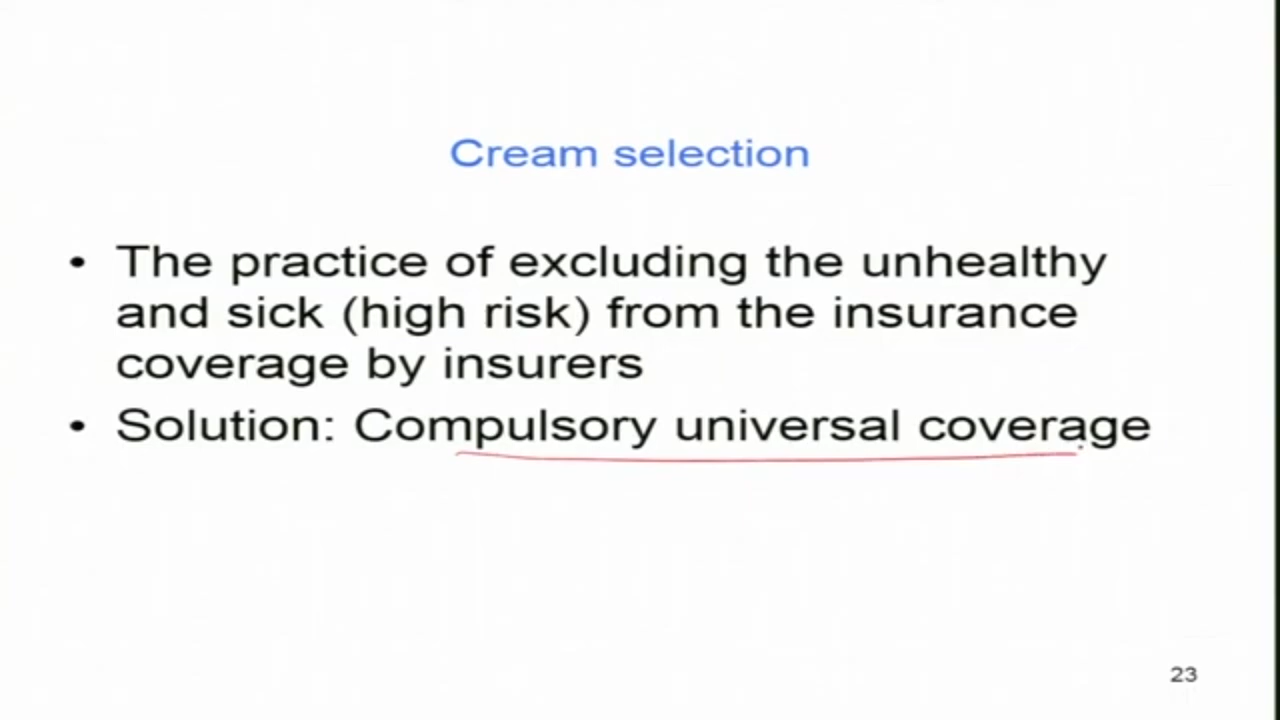 Cream selection
• The practice of excluding the unhealthy
and sick (high risk) from the insurance
coverage by insurers
• Solution: Compulsory universal coverage
23